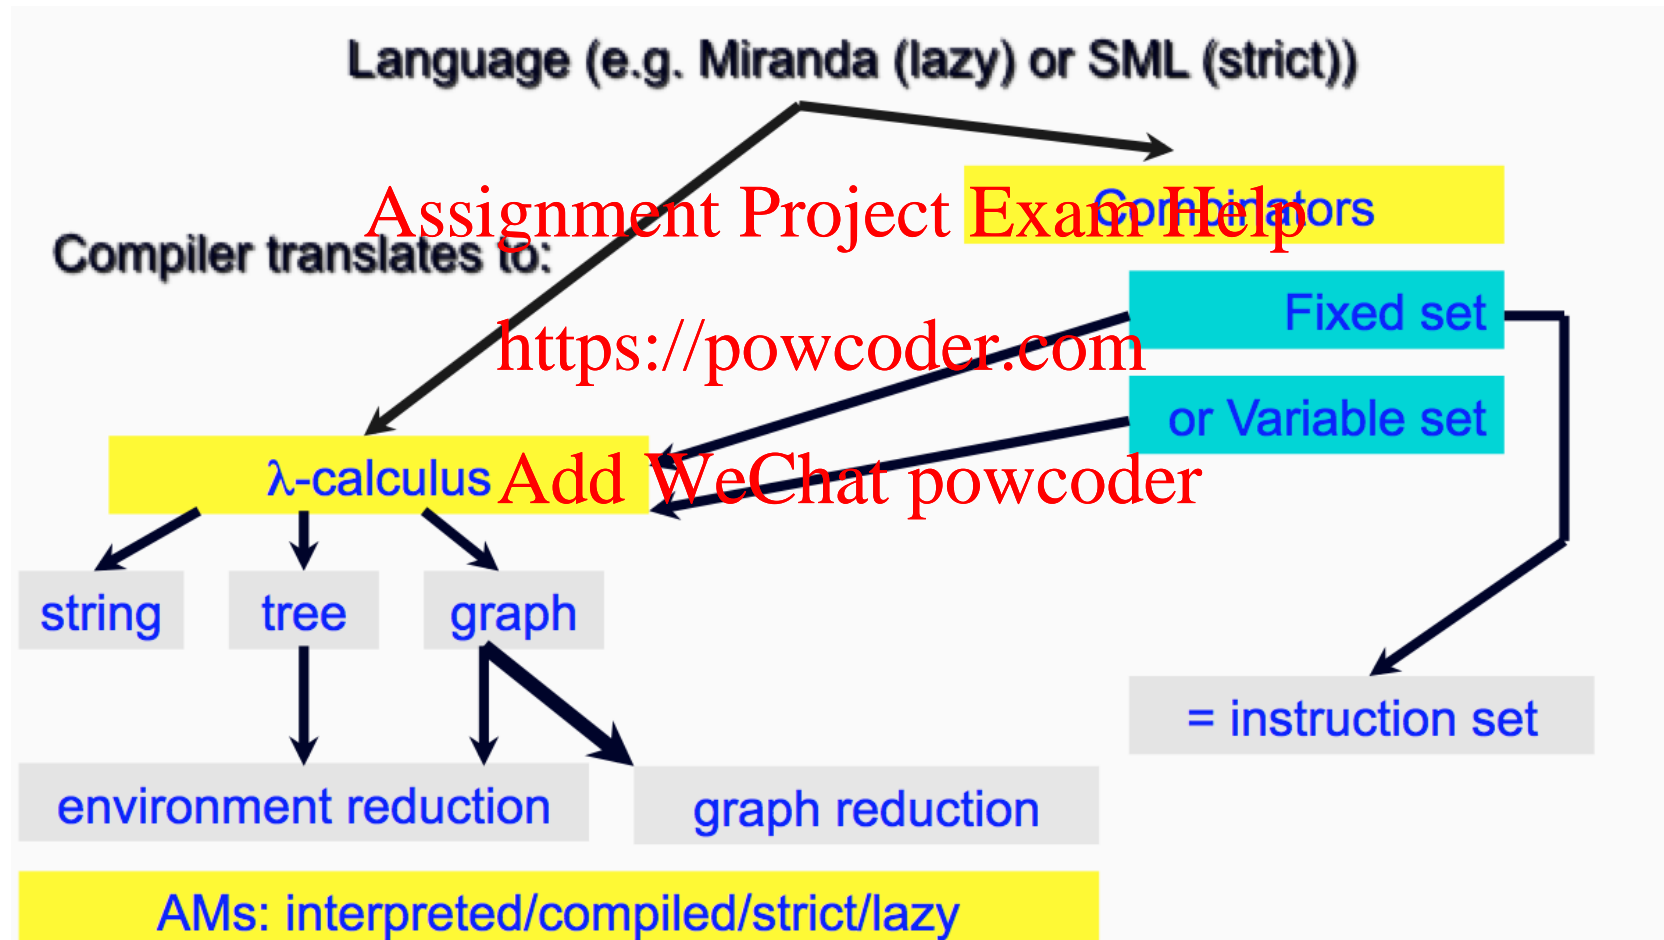 Language (e.g. Miranda (lazy) or SML (strict))
Assignment Project Exam Help
Combinators
Compiler translates to:
Fixed set
https://powcoder.com
or Variable set
λ-calculus
Add WeChat powcoder
string
tree
graph
= instruction set
environment reduction
graph reduction
AMs: interpreted/compiled/strict/lazy